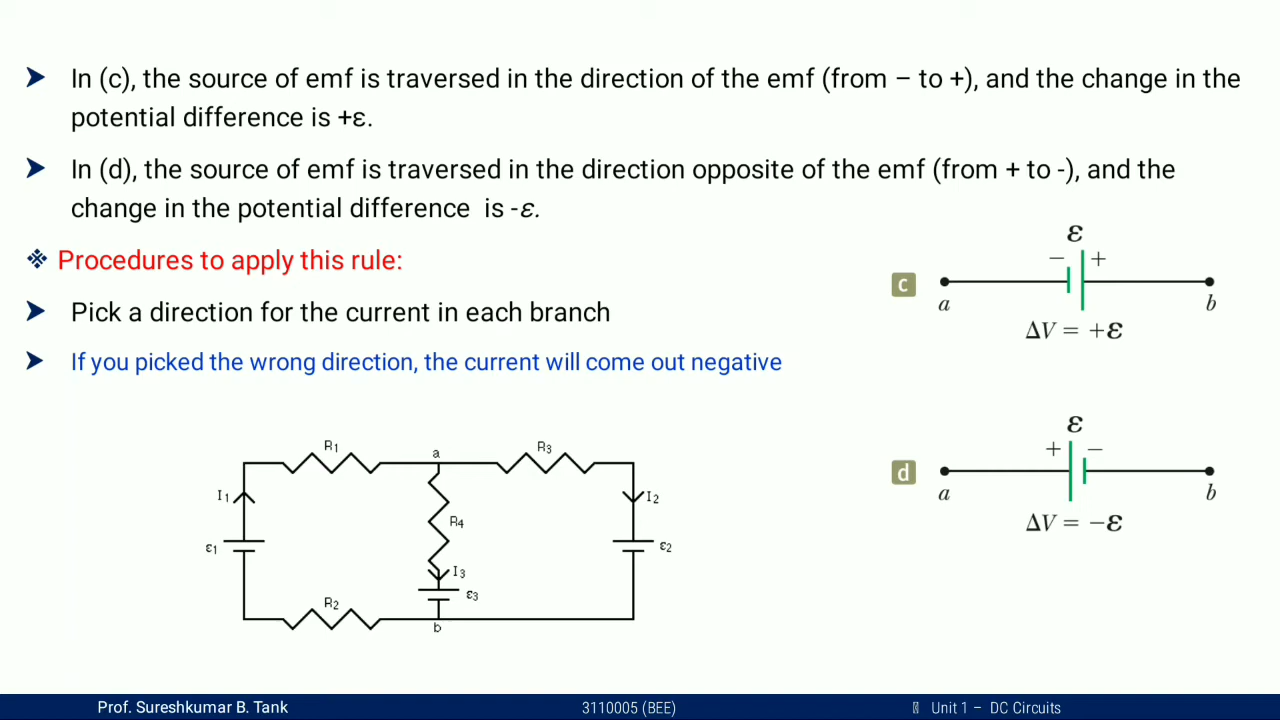 ➤ In (c), the source of emf is traversed in the direction of the emf (from – to +), and the change in the
potential difference is +ε.
➤ In (d), the source of emf is traversed in the direction opposite of the emf (from + to -), and the
change in the potential difference is -ε.
❖ Procedures to apply this rule:
➤ Pick a direction for the current in each branch
➤ If you picked the wrong direction, the current will come out negative
ε
− +
c
a b
ΔV = +ε
ε
+ −
d
a b
ΔV = −ε
R1 a R3
I1 I2
R4
ε1 ε2
I3
ε3
R2
b
Prof. Sureshkumar B. Tank 3110005 (BEE) Unit 1 – DC Circuits